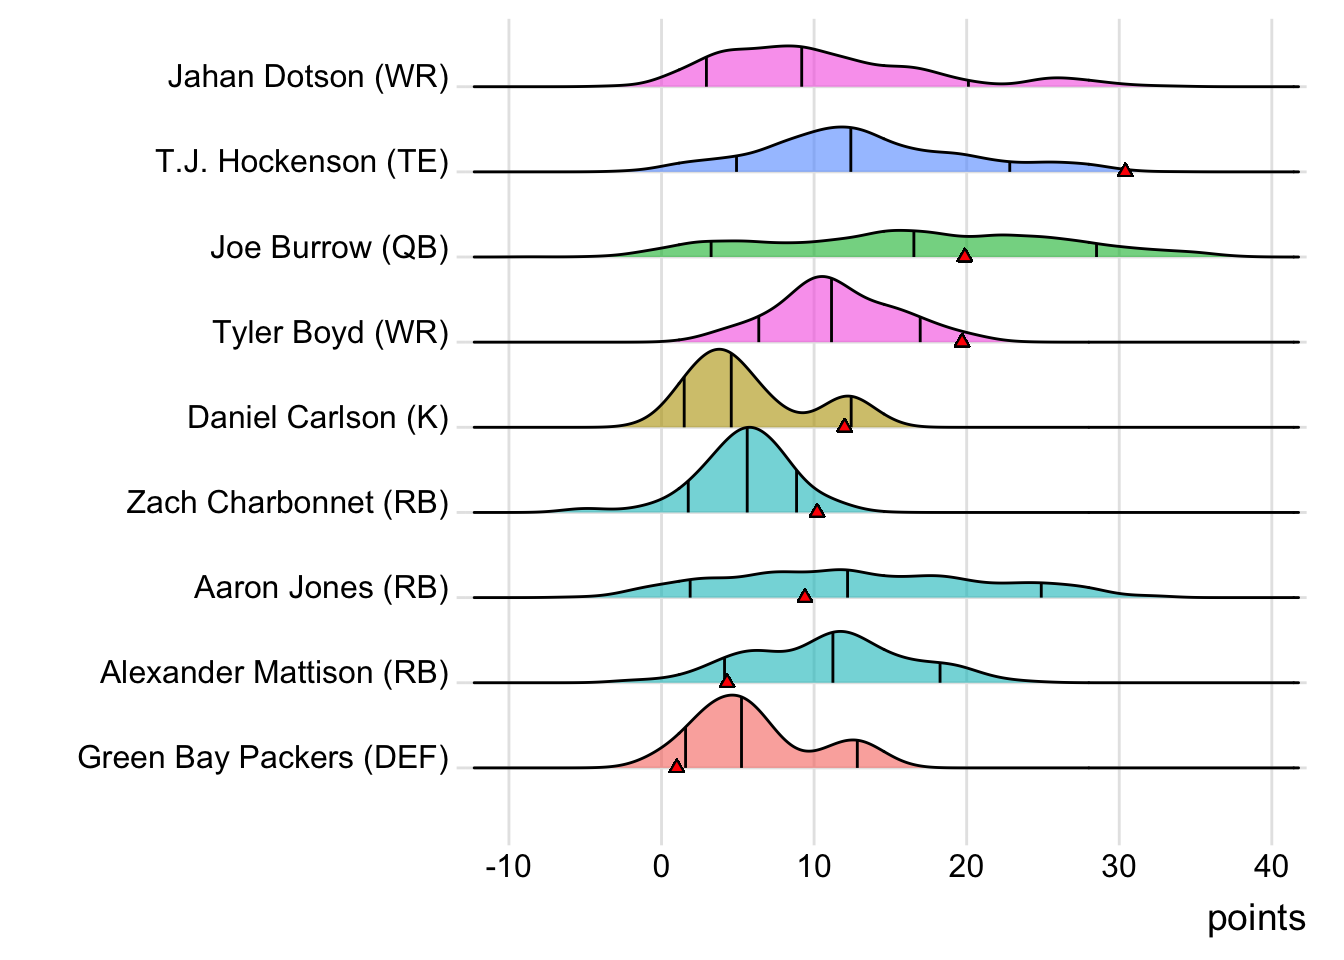 Jahan Dotson (WR)
T.J. Hockenson (TE)
Joe Burrow (QB)
Tyler Boyd (WR)
Daniel Carlson (K)
Zach Charbonnet (RB)
Aaron Jones (RB)
Alexander Mattison (RB)
Green Bay Packers (DEF)
-10 0 10 20 30 40
points